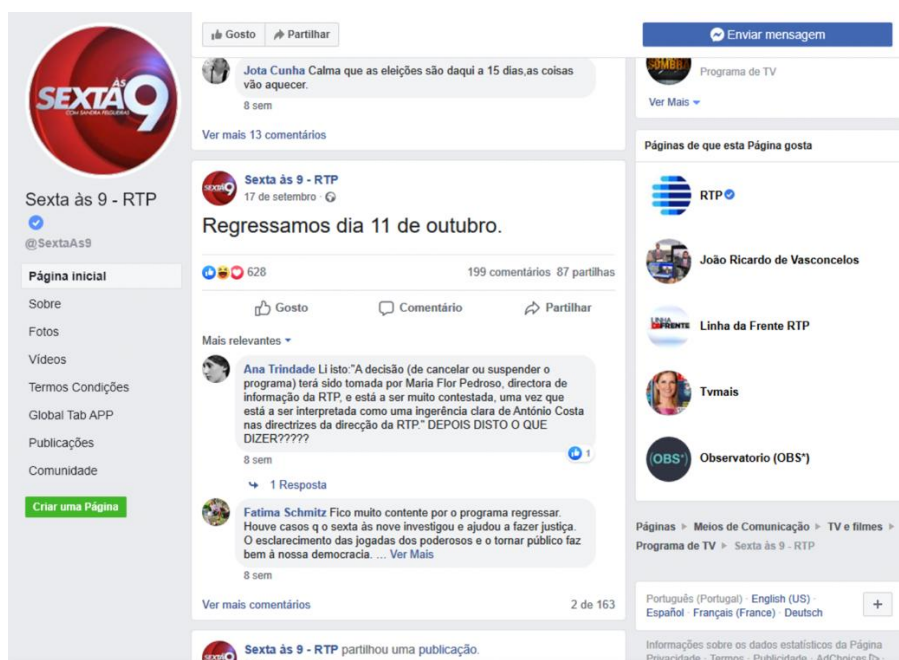 SEXTA
ÀS
9
COM SANDRA FELGUEIRAS
Sexta às 9 - RTP
@SextaAs9
Página inicial
Sobre
Fotos
Vídeos
Termos Condições
Global Tab APP
Publicações
Comunidade
Criar uma Página
Gosto
Partilhar
Jota Cunha Calma que as eleições são daqui a 15 dias,as coisas
vão aquecer.
8 sem
Ver mais 13 comentários
Sexta às 9 - RTP
17 de setembro ·
Regressamos dia 11 de outubro.
628
199 comentários 87 partilhas
Gosto
Comentário
Partilhar
Mais relevantes
Ana Trindade Li isto:"A decisão (de cancelar ou suspender o
programa) terá sido tomada por Maria Flor Pedroso, directora de
informação da RTP, e está a ser muito contestada, uma vez que
está a ser interpretada como uma ingerência clara de António Costa
nas directrizes da direcção da RTP." DEPOIS DISTO O QUE
DIZER?????
1
8 sem
1 Resposta
Fatima Schmitz Fico muito contente por o programa regressar.
Houve casos q o sexta às nove investigou e ajudou a fazer justiça.
O esclarecimento das jogadas dos poderosos e o tornar público faz
bem à nossa democracia. ... Ver Mais
8 sem
Ver mais comentários
2 de 163
Sexta às 9 - RTP partilhou uma publicação.
Enviar mensagem
Programa de TV
Ver Mais
Páginas de que esta Página gosta
RTP
João Ricardo de Vasconcelos
LINHA
DA FRENTE
Linha da Frente RTP
Tvmais
(OBS*)
Observatorio (OBS*)
Páginas
Meios de Comunicação
TV e filmes
Programa de TV
Sexta às 9 - RTP
Português (Portugal) · English (US) ·
Español · Français (France) · Deutsch
Informações sobre os dados estatísticos da Página
Privacidade · Termos · Publicidade · AdChoices